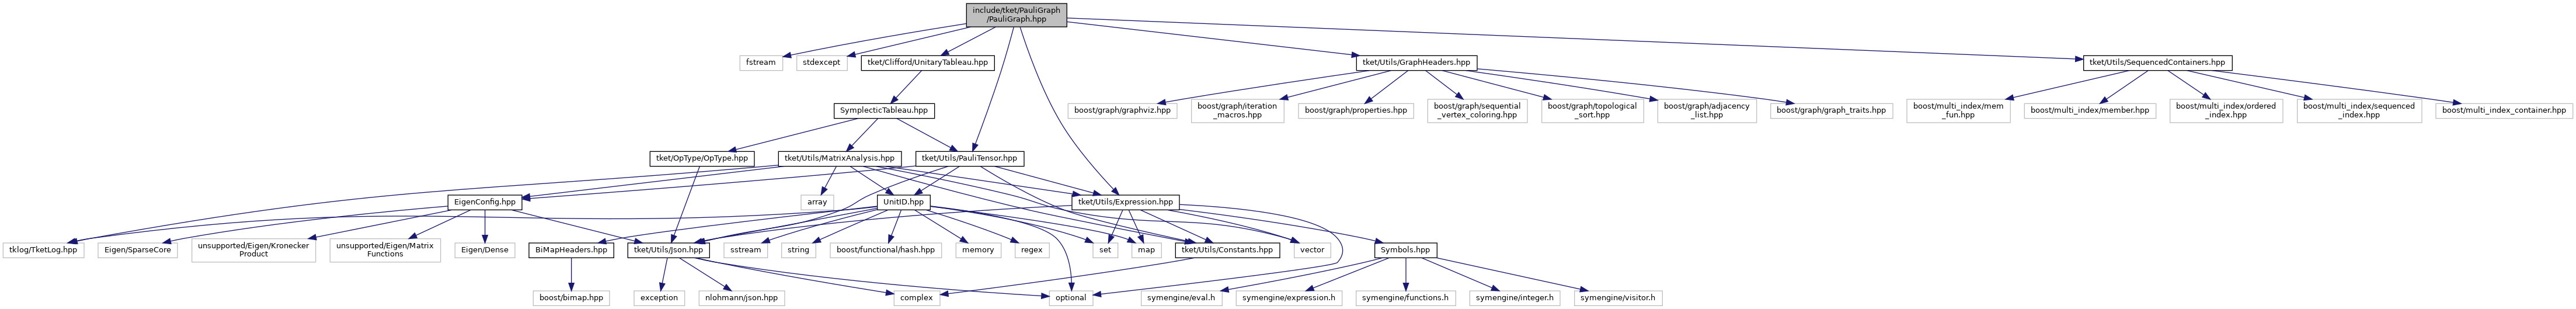 include/tket/PauliGraph
/PauliGraph.hpp
fstream
stdexcept
tket/Clifford/UnitaryTableau.hpp
tket/Utils/GraphHeaders.hpp
tket/Utils/SequencedContainers.hpp
SymplecticTableau.hpp
boost/graph/graphviz.hpp
boost/graph/iteration
_macros.hpp
boost/graph/properties.hpp
boost/graph/sequential
_vertex_coloring.hpp
boost/graph/topological
_sort.hpp
boost/graph/adjacency
_list.hpp
boost/graph/graph_traits.hpp
boost/multi_index/mem
_fun.hpp
boost/multi_index/member.hpp
boost/multi_index/ordered
_index.hpp
boost/multi_index/sequenced
_index.hpp
boost/multi_index_container.hpp
tket/OpType/OpType.hpp
tket/Utils/MatrixAnalysis.hpp
tket/Utils/PauliTensor.hpp
EigenConfig.hpp
array
UnitID.hpp
tket/Utils/Expression.hpp
tklog/TketLog.hpp
Eigen/SparseCore
unsupported/Eigen/Kronecker
Product
unsupported/Eigen/Matrix
Functions
Eigen/Dense
BiMapHeaders.hpp
tket/Utils/Json.hpp
sstream
string
boost/functional/hash.hpp
memory
regex
set
map
tket/Utils/Constants.hpp
vector
Symbols.hpp
boost/bimap.hpp
exception
nlohmann/json.hpp
complex
optional
symengine/eval.h
symengine/expression.h
symengine/functions.h
symengine/integer.h
symengine/visitor.h